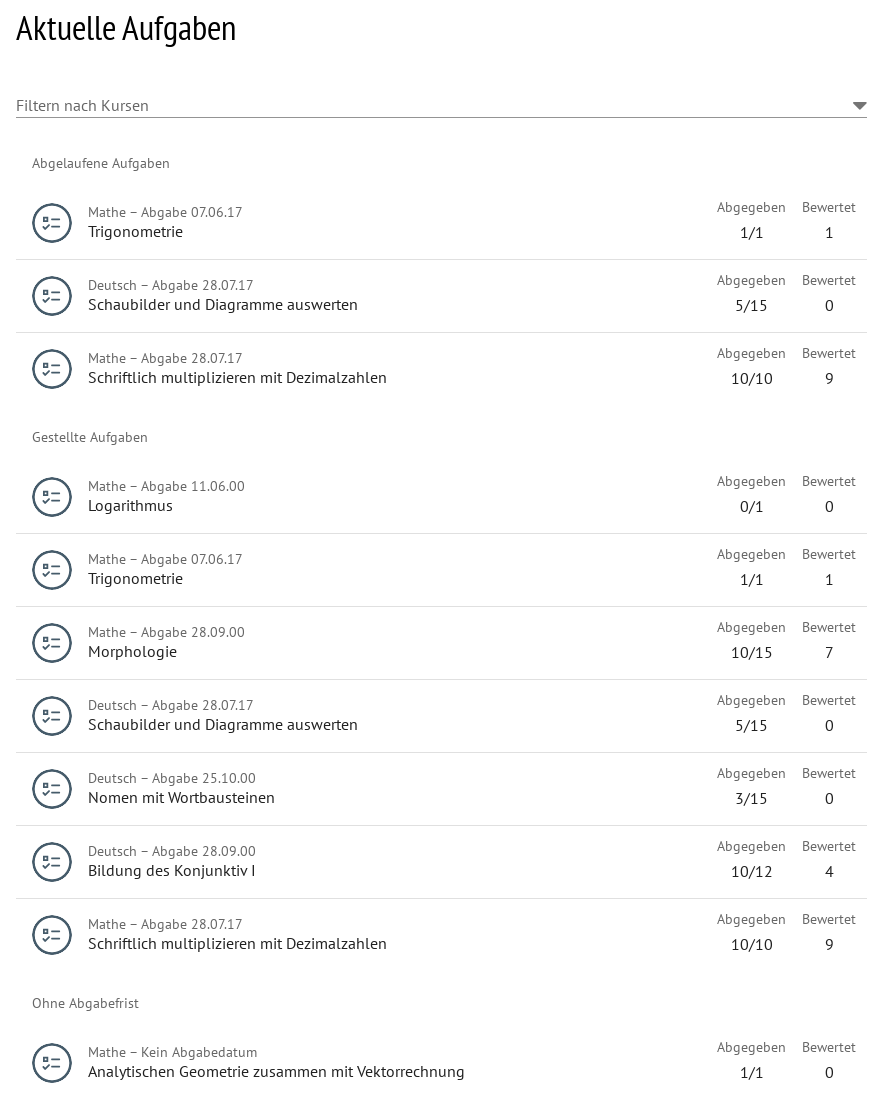 Aktuelle Aufgaben
Filtern nach Kursen
Abgelaufene Aufgaben
Mathe – Abgabe 07.06.17
Trigonometrie
Abgegeben Bewertet
1/1 1
Deutsch – Abgabe 28.07.17
Schaubilder und Diagramme auswerten
Abgegeben Bewertet
5/15 0
Mathe – Abgabe 28.07.17
Schriftlich multiplizieren mit Dezimalzahlen
Abgegeben Bewertet
10/10 9
Gestellte Aufgaben
Mathe – Abgabe 11.06.00
Logarithmus
Abgegeben Bewertet
0/1 0
Mathe – Abgabe 07.06.17
Trigonometrie
Abgegeben Bewertet
1/1 1
Mathe – Abgabe 28.09.00
Morphologie
Abgegeben Bewertet
10/15 7
Deutsch – Abgabe 28.07.17
Schaubilder und Diagramme auswerten
Abgegeben Bewertet
5/15 0
Deutsch – Abgabe 25.10.00
Nomen mit Wortbausteinen
Abgegeben Bewertet
3/15 0
Deutsch – Abgabe 28.09.00
Bildung des Konjunktiv I
Abgegeben Bewertet
10/12 4
Mathe – Abgabe 28.07.17
Schriftlich multiplizieren mit Dezimalzahlen
Abgegeben Bewertet
10/10 9
Ohne Abgabefrist
Mathe – Kein Abgabedatum
Analytischen Geometrie zusammen mit Vektorrechnung
Abgegeben Bewertet
1/1 0